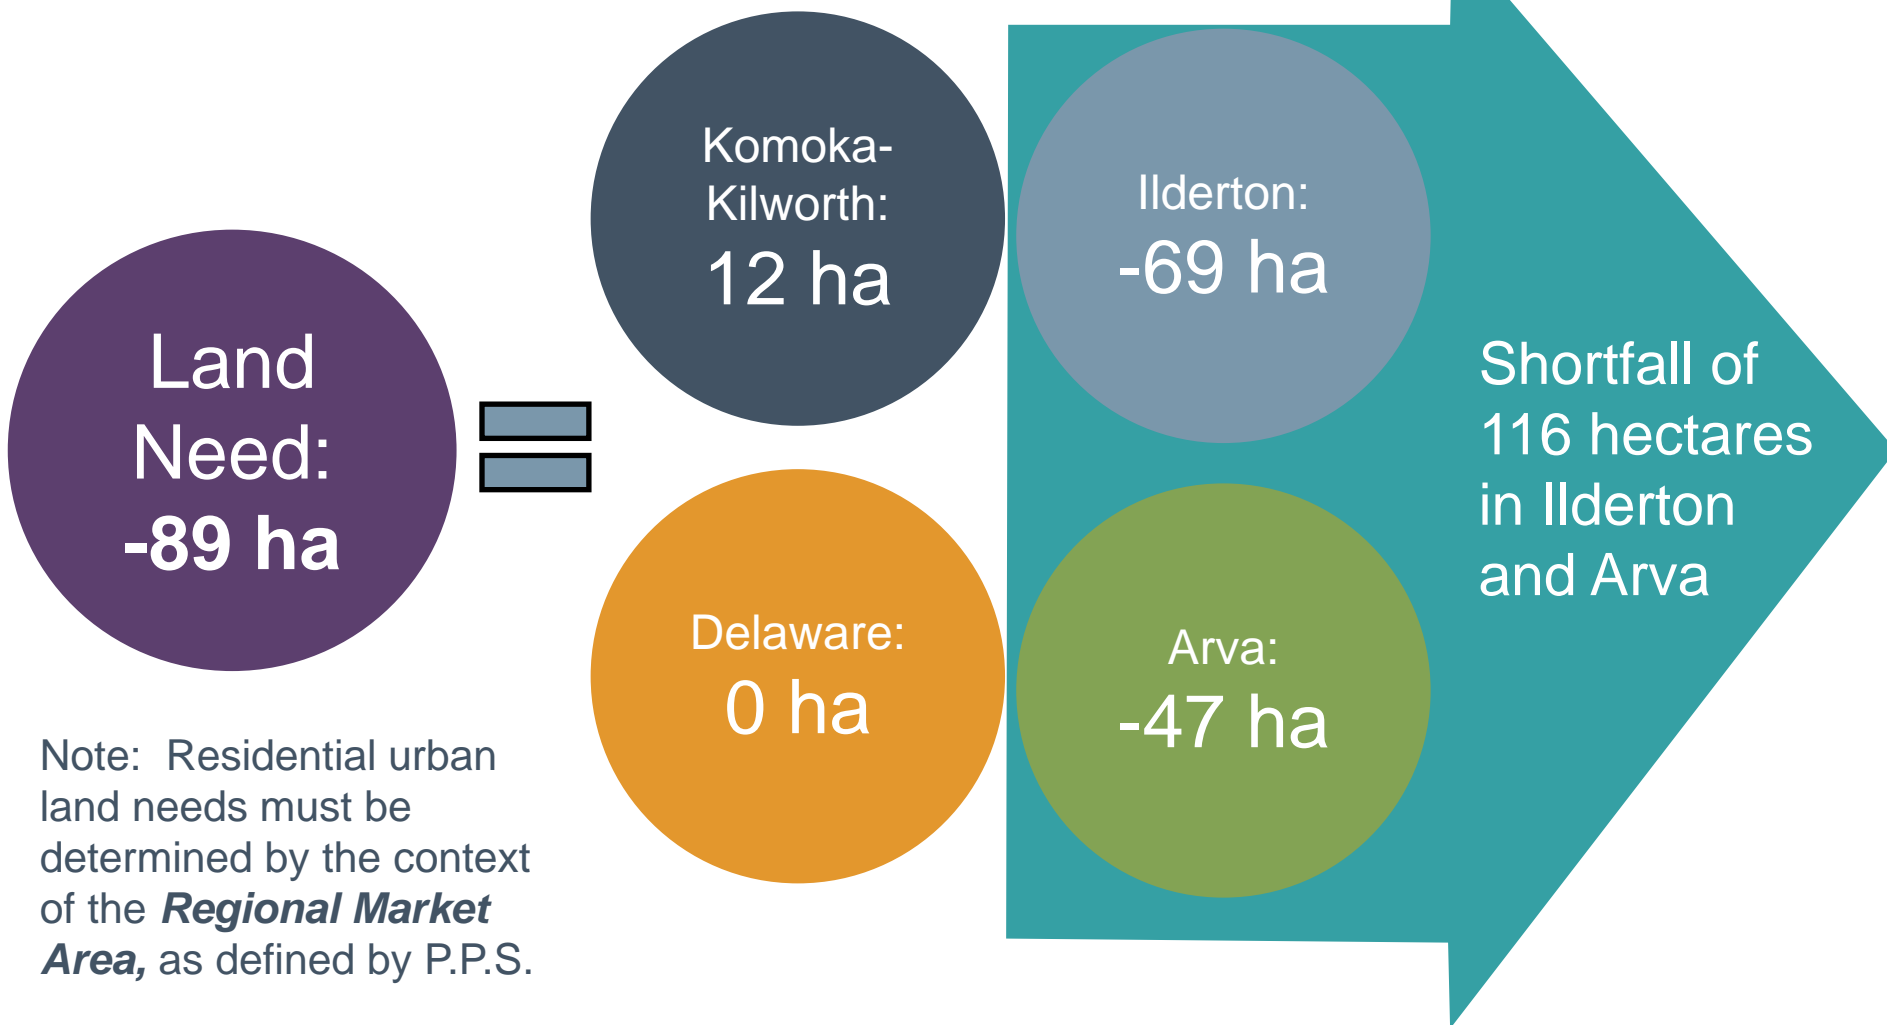 Land
Need:
-89 ha
Komoka-
Kilworth:
12 ha
Ilderton:
-69 ha
Delaware:
0 ha
Arva:
-47 ha
Shortfall of
116 hectares
in Ilderton
and Arva
Note: Residential urban
land needs must be
determined by the context
of the Regional Market
Area, as defined by P.P.S.